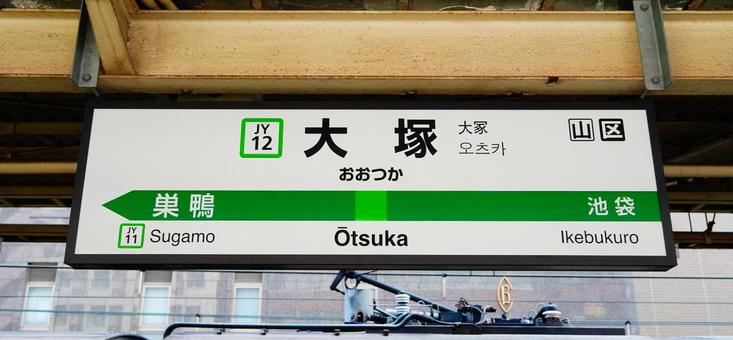 JY
12
大塚
大冢
오츠카
山 区
おおつか
巣鴨
池袋
JY
11
Sugamo
Ōtsuka
Ikebukuro